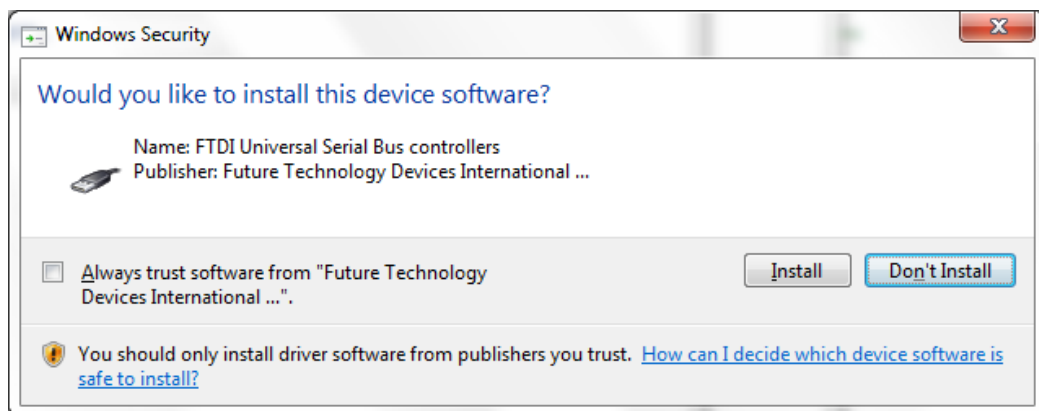 Windows Security
Would you like to install this device software?
Name: FTDI Universal Serial Bus controllers
Publisher: Future Technology Devices International ...
Always trust software from "Future Technology
Devices International ...".
Install
Don't Install
You should only install driver software from publishers you trust. How can I decide which device software is
safe to install?